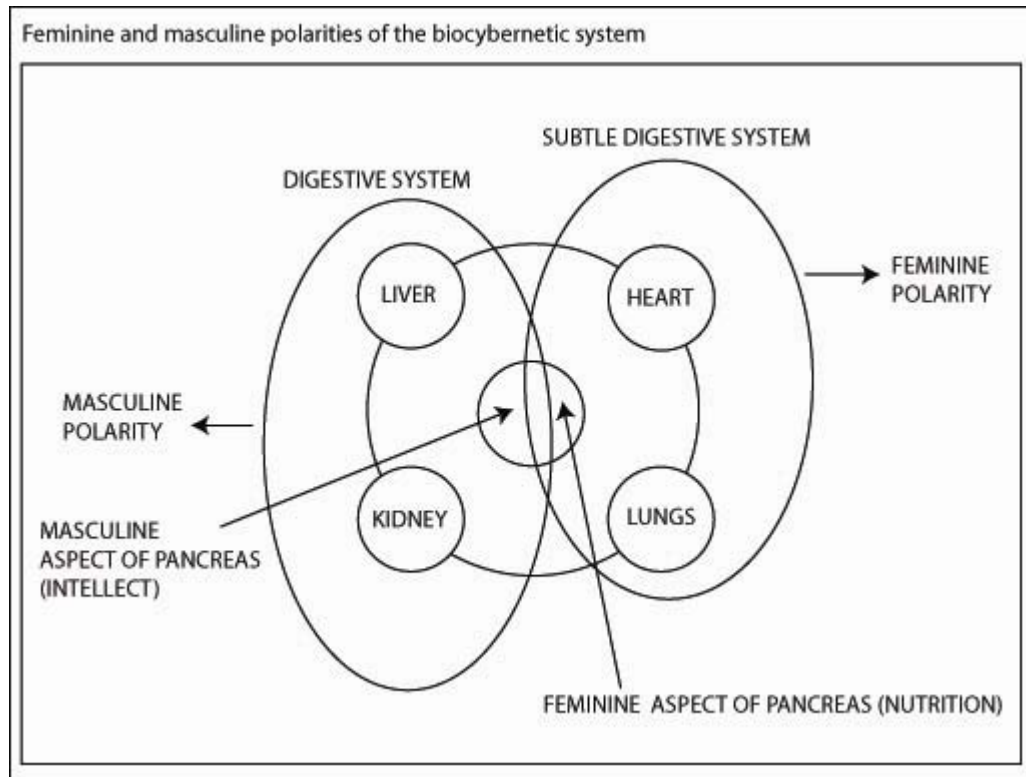 Feminine and masculine polarities of the biocybernetic system
SUBTLE DIGESTIVE SYSTEM
DIGESTIVE SYSTEM
LIVER
HEART
FEMININE
POLARITY
MASCULINE
POLARITY
KIDNEY
LUNGS
MASCULINE
ASPECT OF PANCREAS
(INTELLECT)
FEMININE ASPECT OF PANCREAS (NUTRITION)